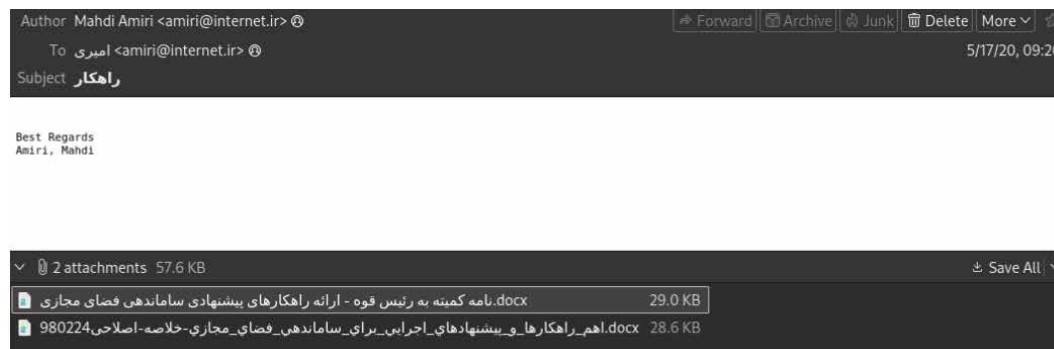 Author Mahdi Amiri <amiri@internet.ir> Forward Archive Junk Delete More
To امیری <amiri@internet.ir> 5/17/20, 09:20
Subject راهکار
Best Regards
Amiri, Mahdi
2 attachments 57.6 KB Save All
نامه کمیته به رئیس قوه - ارائه راهکارهای پیشنهادی ساماندهی فضای مجازی.docx 29.0 KB
اهم_راهکارها_و_پيشنهادهاي_اجرايي_براي_ساماندهي_فضاي_مجازي-خلاصه-اصلاحی980224.docx 28.6 KB